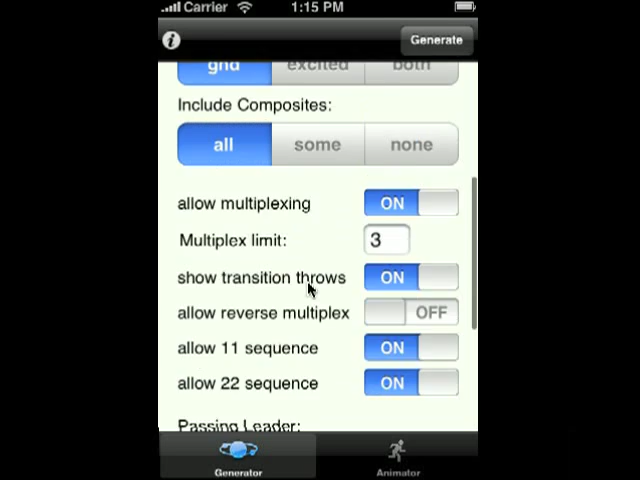 Carrier 1:15 PM
Generate
gnd excited both
Include Composites:
all some none
allow multiplexing ON
Multiplex limit: 3
show transition throws ON
allow reverse multiplex OFF
allow 11 sequence ON
allow 22 sequence ON
Passing Leader:
Generator Animator